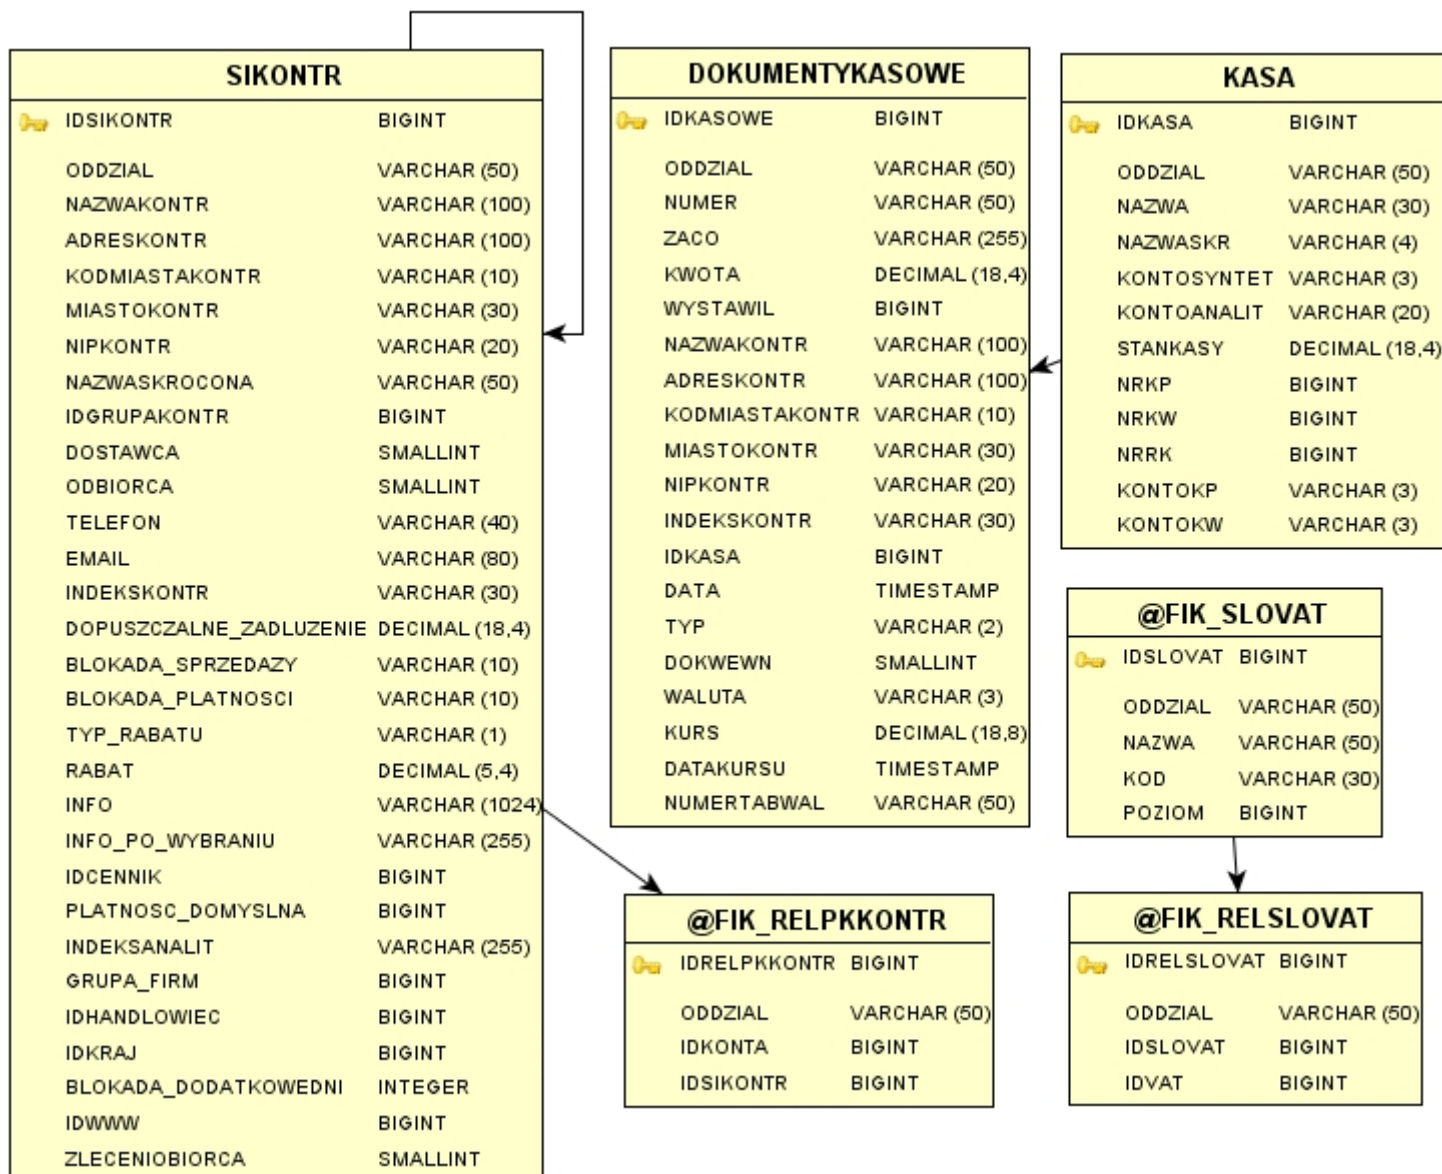 SIKONTR
IDSIKONTR BIGINT
ODDZIAL VARCHAR (50)
NAZWAKONTR VARCHAR (100)
ADRESKONTR VARCHAR (100)
KODMIASTAKONTR VARCHAR (10)
MIASTOKONTR VARCHAR (30)
NIPKONTR VARCHAR (20)
NAZWASKROCONA VARCHAR (50)
IDGRUPAKONTR BIGINT
DOSTAWCA SMALLINT
ODBIORCA SMALLINT
TELEFON VARCHAR (40)
EMAIL VARCHAR (80)
INDEKSKONTR VARCHAR (30)
DOPUSZCZALNE_ZADLUZENIE DECIMAL (18,4)
BLOKADA_SPRZEDAZY VARCHAR (10)
BLOKADA_PLATNOSCI VARCHAR (10)
TYP_RABATU VARCHAR (1)
RABAT DECIMAL (5,4)
INFO VARCHAR (1024)
INFO_PO_WYBRANIU VARCHAR (255)
IDCENNIK BIGINT
PLATNOSC_DOMYSLNA BIGINT
INDEKSANALIT VARCHAR (255)
GRUPA_FIRM BIGINT
IDHANDLOWIEC BIGINT
IDKRAJ BIGINT
BLOKADA_DODATKOWEDNI INTEGER
IDWWW BIGINT
ZLECENIOBIORCA SMALLINT
DOKUMENTYKASOWE
IDKASOWE BIGINT
ODDZIAL VARCHAR (50)
NUMER VARCHAR (50)
ZACO VARCHAR (255)
KWOTA DECIMAL (18,4)
WYSTAWIL BIGINT
NAZWAKONTR VARCHAR (100)
ADRESKONTR VARCHAR (100)
KODMIASTAKONTR VARCHAR (10)
MIASTOKONTR VARCHAR (30)
NIPKONTR VARCHAR (20)
INDEKSKONTR VARCHAR (30)
IDKASA BIGINT
DATA TIMESTAMP
TYP VARCHAR (2)
DOKWEWN SMALLINT
WALUTA VARCHAR (3)
KURS DECIMAL (18,8)
DATAKURSU TIMESTAMP
NUMERTABWAL VARCHAR (50)
KASA
IDKASA BIGINT
ODDZIAL VARCHAR (50)
NAZWA VARCHAR (30)
NAZWASKR VARCHAR (4)
KONTOSYNTET VARCHAR (3)
KONTOANALIT VARCHAR (20)
STANKASY DECIMAL (18,4)
NRKP BIGINT
NRKW BIGINT
NRRK BIGINT
KONTOKP VARCHAR (3)
KONTOKW VARCHAR (3)
@FIK_SLOVAT
IDSLOVAT BIGINT
ODDZIAL VARCHAR (50)
NAZWA VARCHAR (50)
KOD VARCHAR (30)
POZIOM BIGINT
@FIK_RELPKKONTR
IDRELPKKONTR BIGINT
ODDZIAL VARCHAR (50)
IDKONTA BIGINT
IDSIKONTR BIGINT
@FIK_RELSLOVAT
IDRELSLOVAT BIGINT
ODDZIAL VARCHAR (50)
IDSLOVAT BIGINT
IDVAT BIGINT